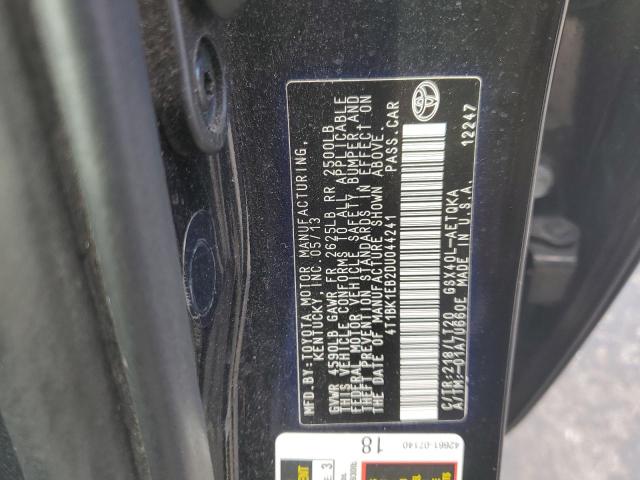 MFD.BY:TOYOTA MOTOR MANUFACTURING,
KENTUCKY, INC. 05/13
GVWR 4590LB GAWR FR 2625LB RR 2500LB
THIS VEHICLE CONFORMS TO ALL APPLICABLE
FEDERAL MOTOR VEHICLE SAFETY, BUMPER, AND
THEFT PREVENTION STANDARDS IN EFFECT ON
THE DATE OF MANUFACTURE SHOWN ABOVE.
4T1BK1EB2DU044241 PASS.CAR
C/TR:218/LT20 GSX40L-AETQKA
A/TM:-01A/U660E MADE IN U.S.A.
12247
42661-07140
18